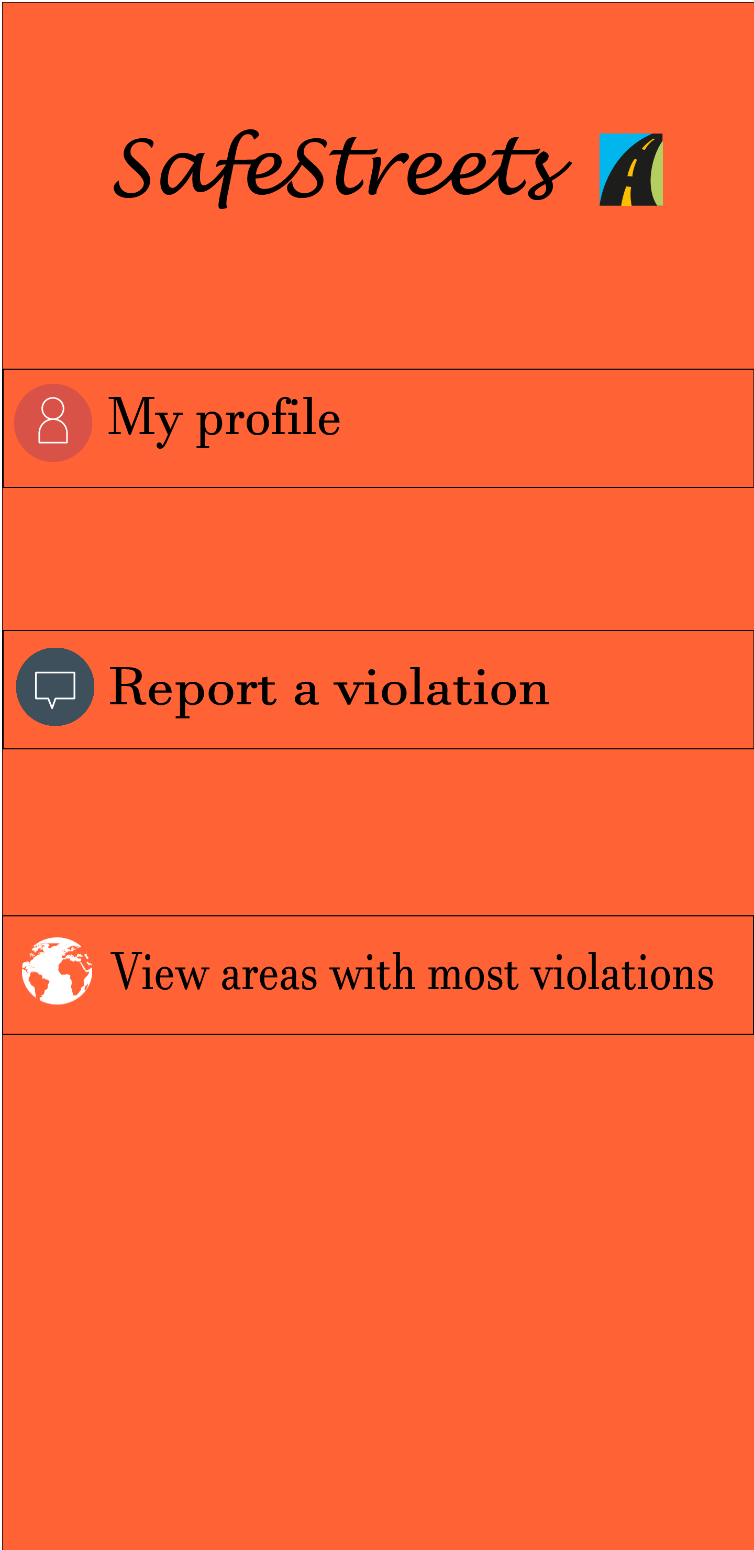 SafeStreets
My profile
Report a violation
View areas with most violations